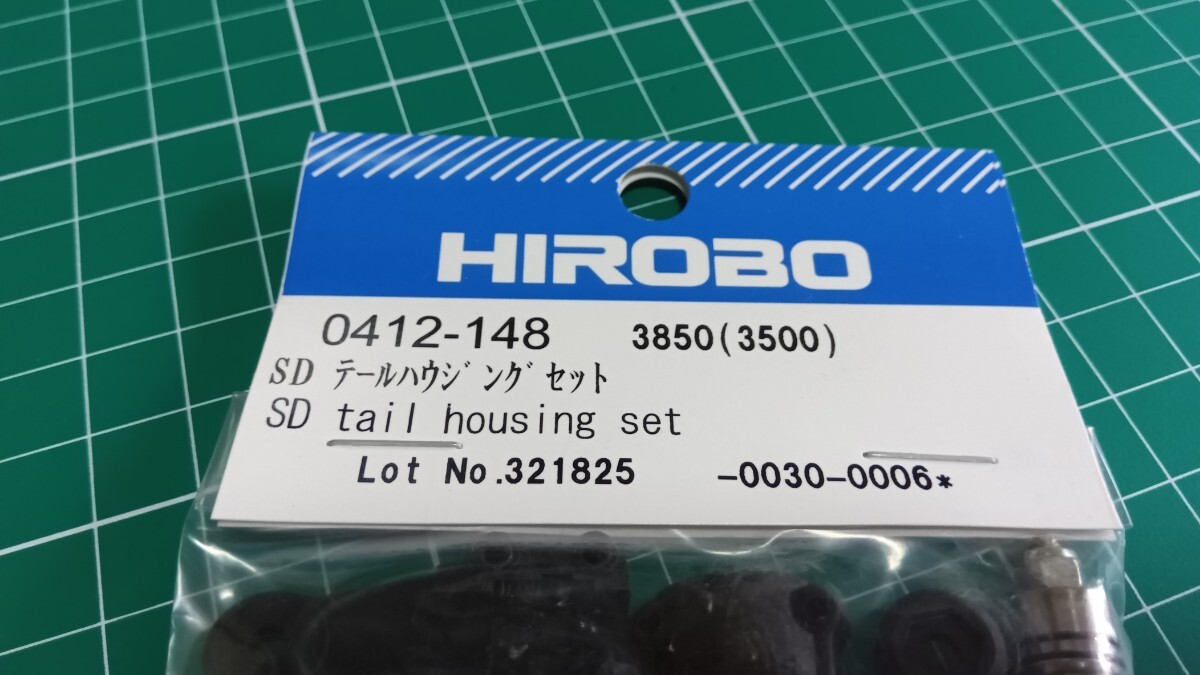 HIROBO
0412-148 3850(3500)
SD テールハウジングセット
SD tail housing set
Lot No.321825 -0030-0006*